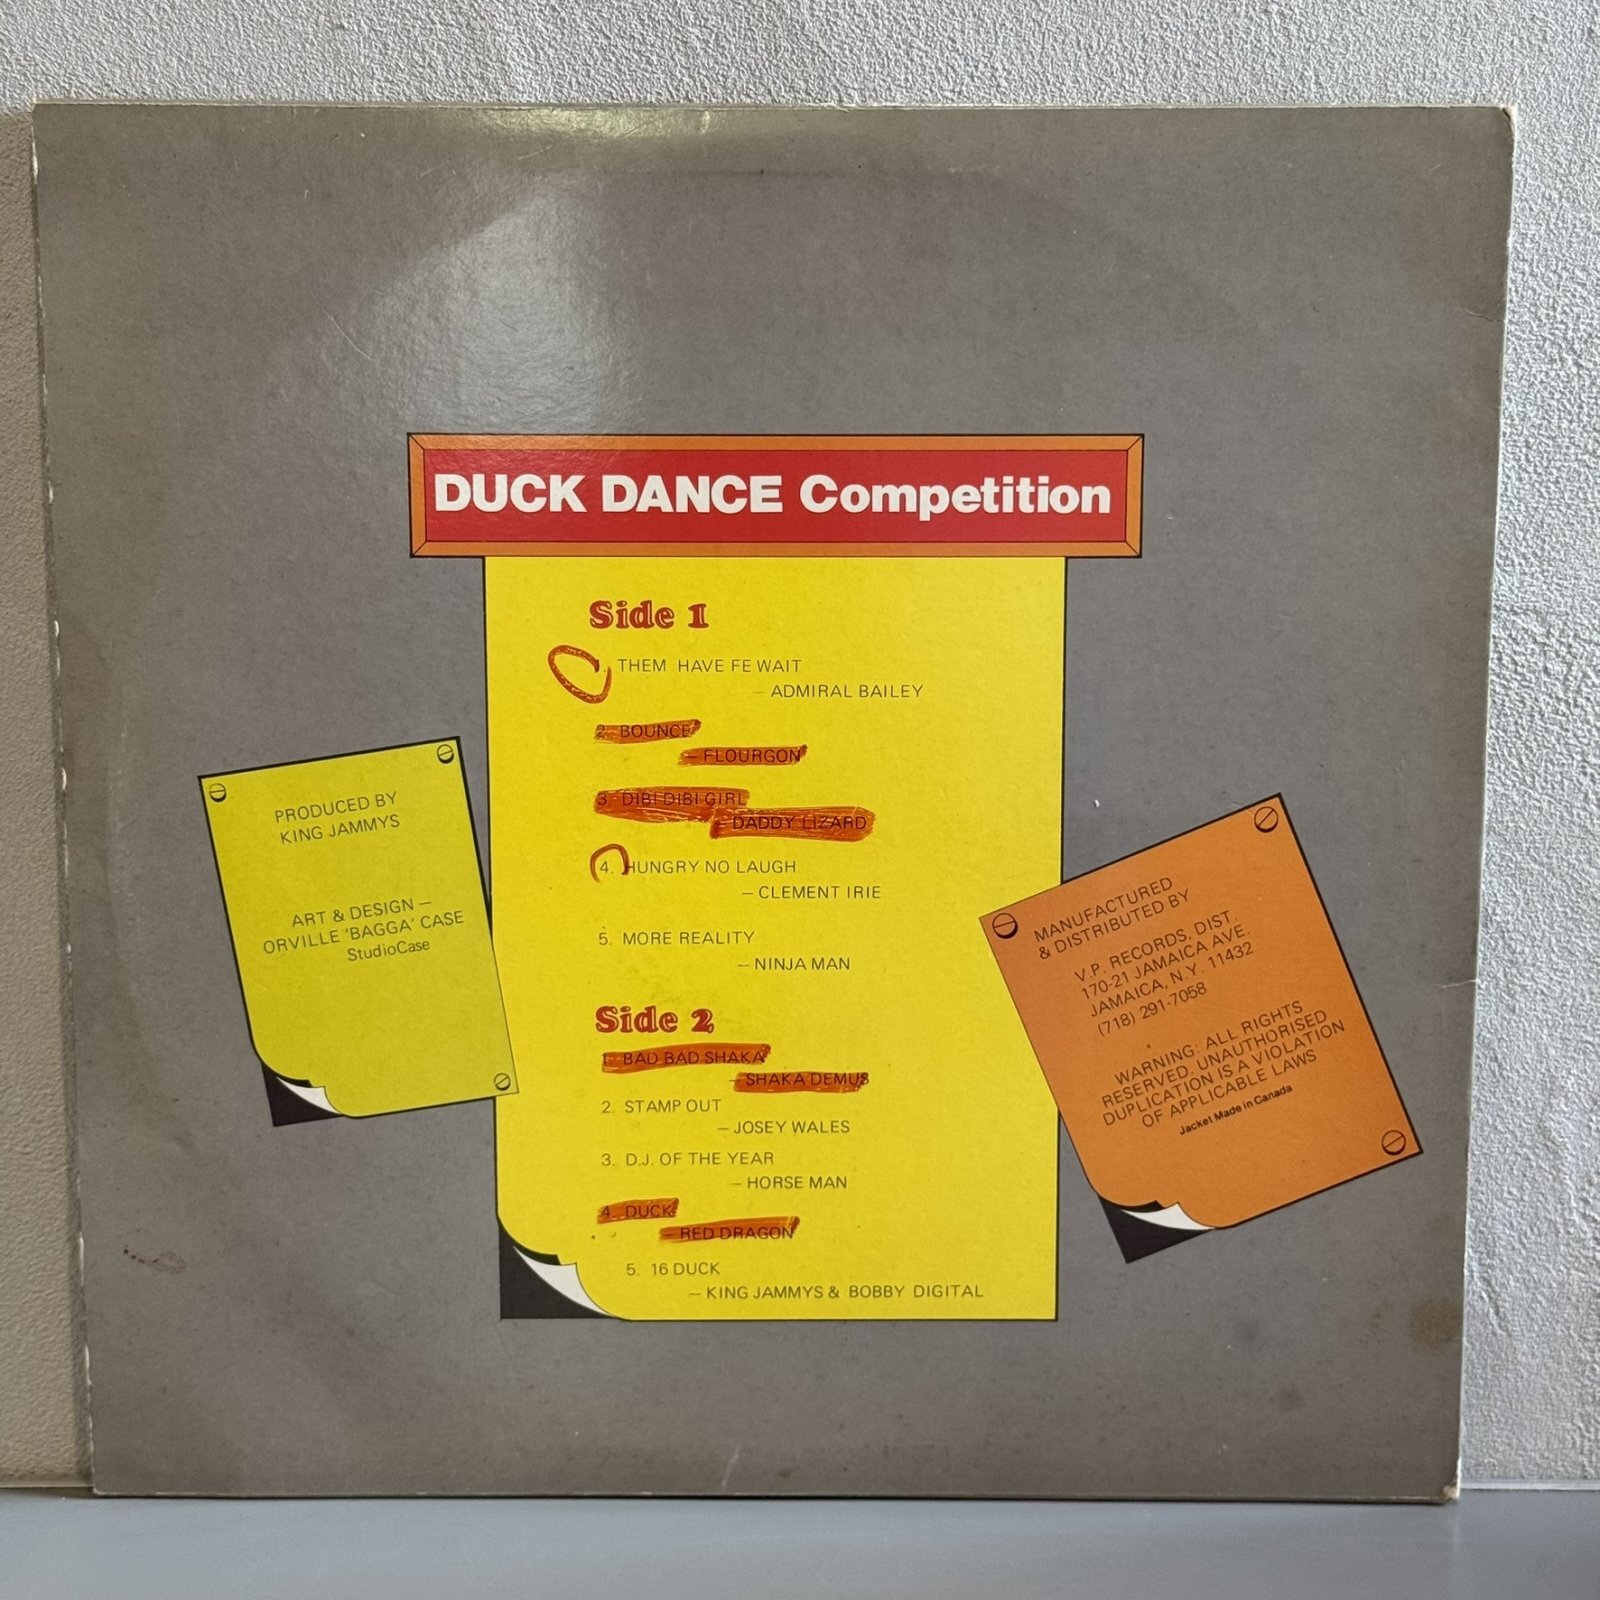 DUCK DANCE Competition
Side 1
1. THEM HAVE FE WAIT
– ADMIRAL BAILEY
2. BOUNCE
– FLOURGON
3. DIBI DIBI GIRL
– DADDY LIZARD
4. HUNGRY NO LAUGH
– CLEMENT IRIE
5. MORE REALITY
– NINJA MAN
Side 2
1. BAD BAD SHAKA
– SHAKA DEMUS
2. STAMP OUT
– JOSEY WALES
3. D.J. OF THE YEAR
– HORSE MAN
4. DUCK
– RED DRAGON
5. 16 DUCK
– KING JAMMYS & BOBBY DIGITAL
PRODUCED BY
KING JAMMYS
ART & DESIGN –
ORVILLE 'BAGGA' CASE
StudioCase
MANUFACTURED
& DISTRIBUTED BY
V.P. RECORDS, DIST.
170-21 JAMAICA AVE.
JAMAICA, N.Y. 11432
(718) 291-7058
WARNING: ALL RIGHTS
RESERVED. UNAUTHORISED
DUPLICATION IS A VIOLATION
OF APPLICABLE LAWS
Jacket Made in Canada